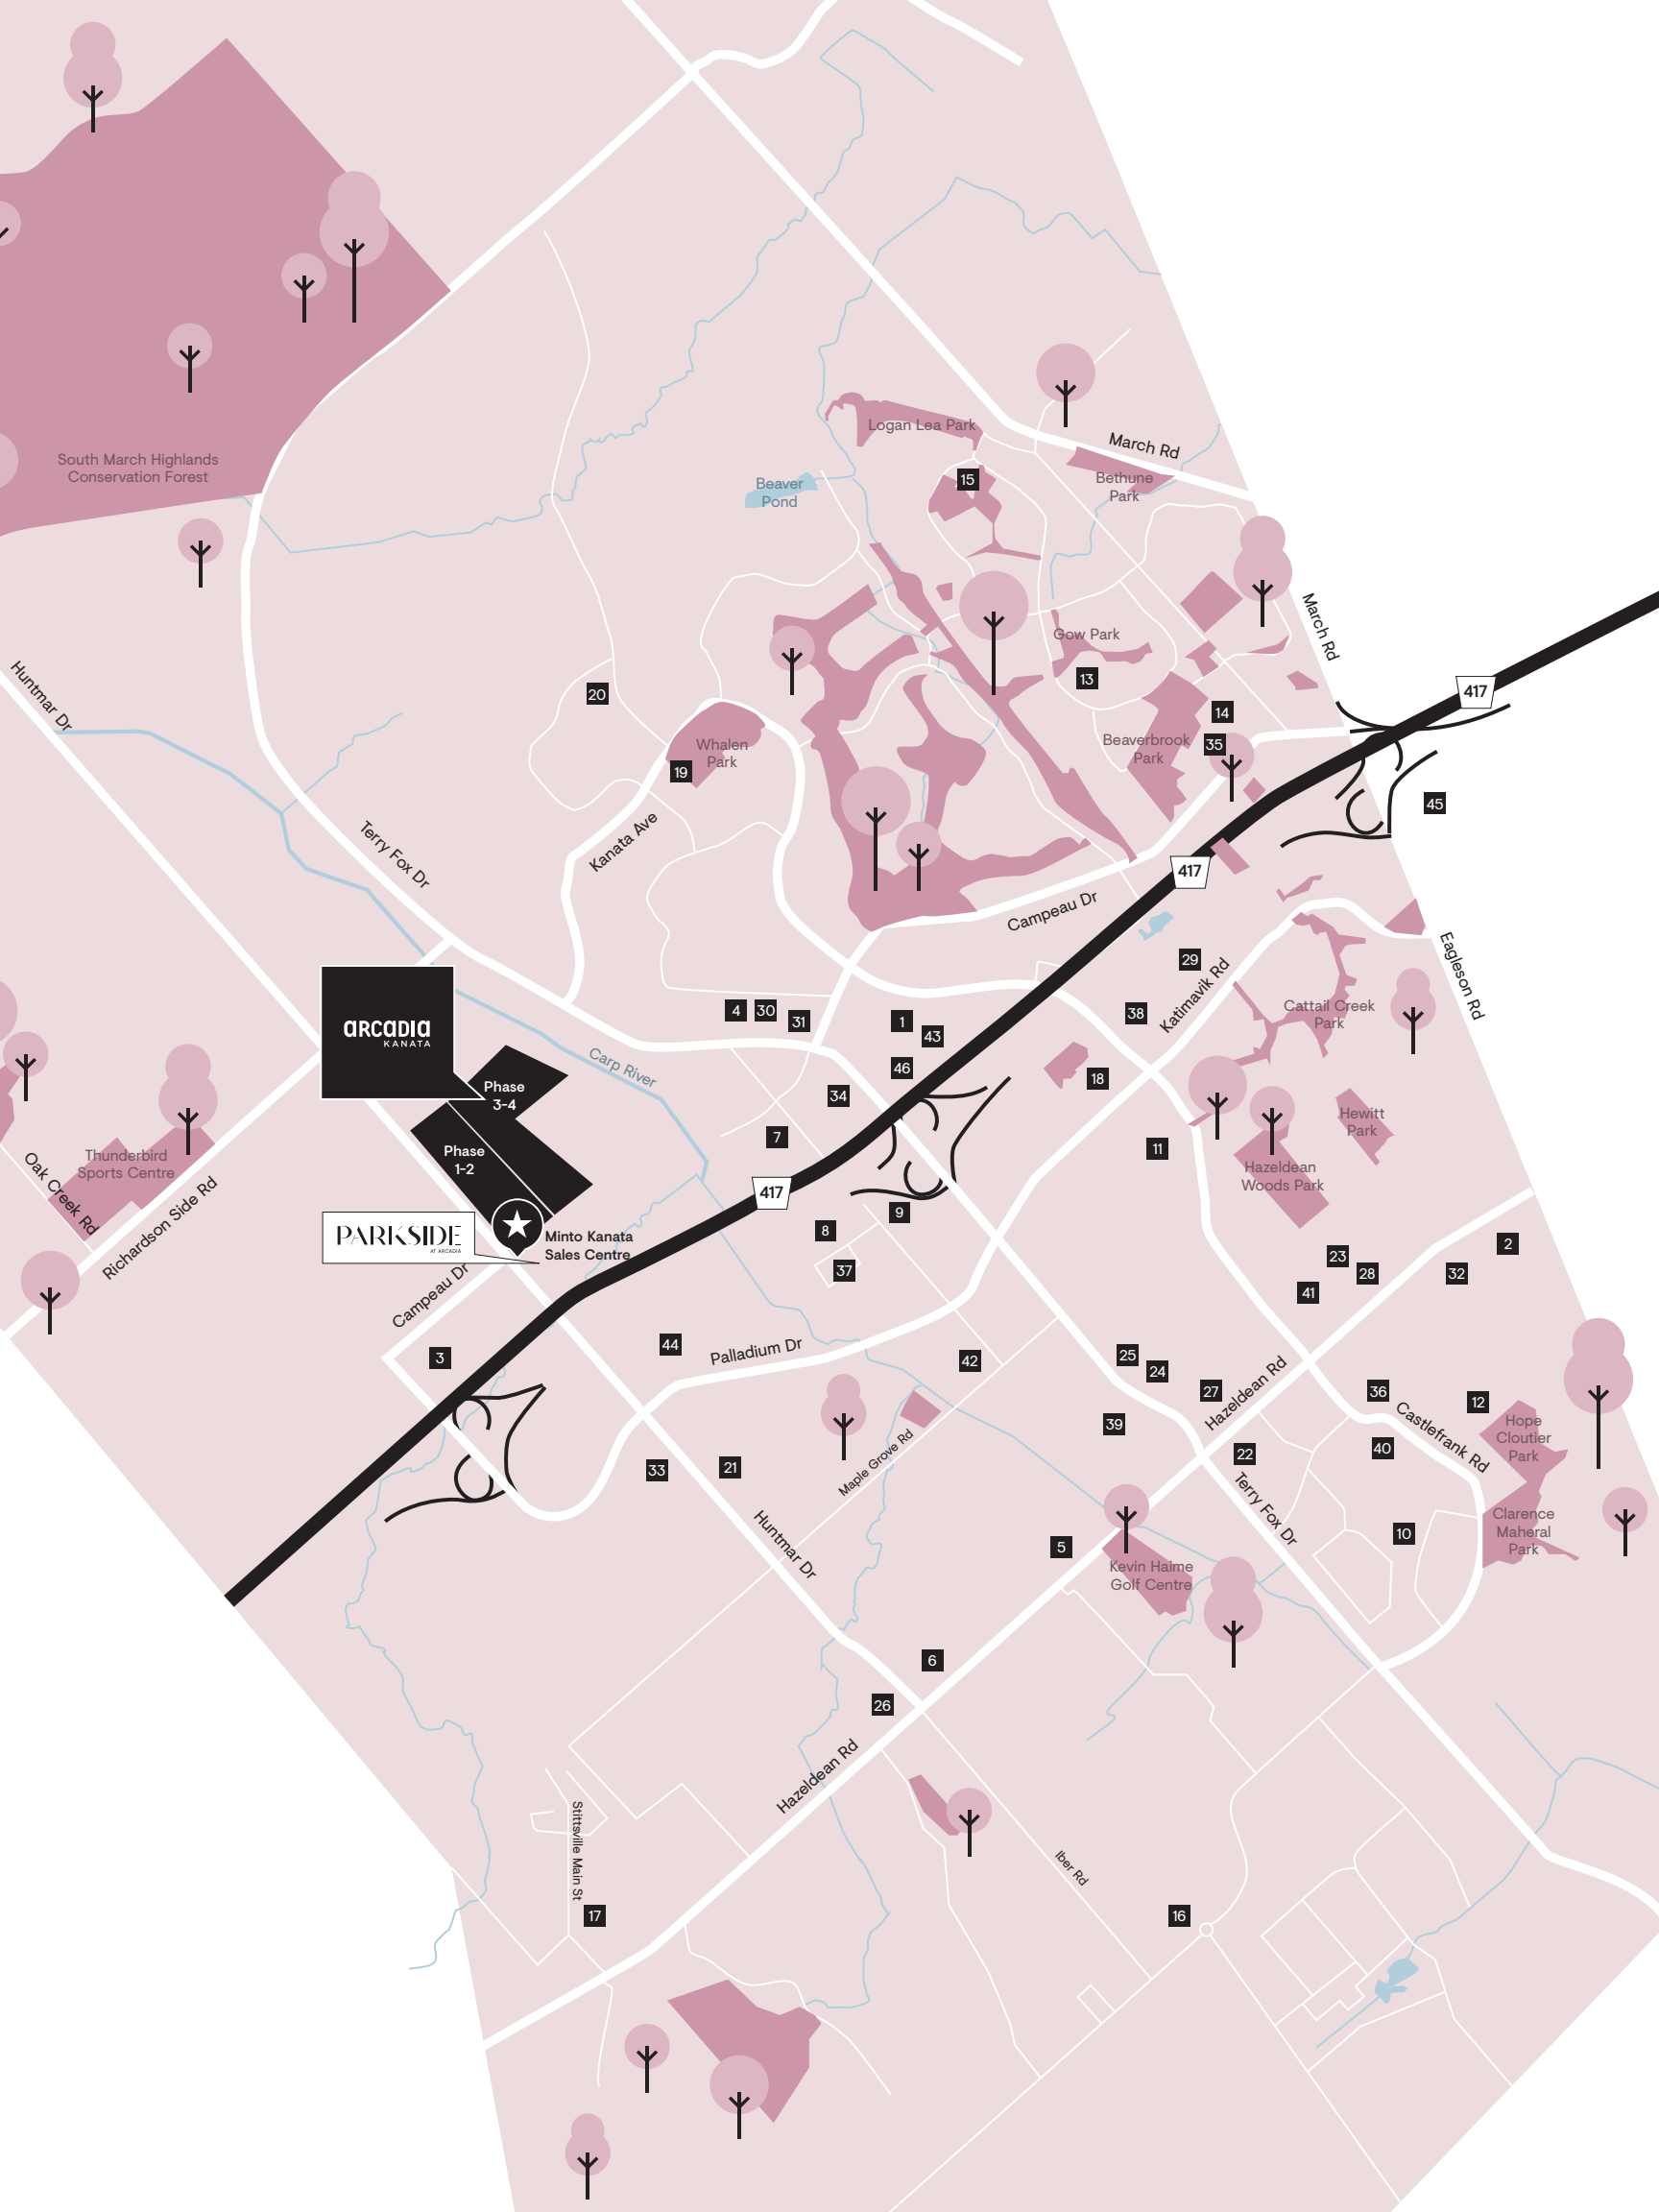 South March Highlands
Conservation Forest
Logan Lea Park
March Rd
Bethune
Park
15
Beaver
Pond
March Rd
Gow Park
13
417
Huntmar Dr
20
14
35
Beaverbrook
Park
Whalen
Park
19
45
Terry Fox Dr
Kanata Ave
417
Campeau Dr
Eagleson Rd
29
Katimavik Rd
38
Cattail Creek
Park
4
30
31
1
43
46
arcadia
KANATA
Carp River
18
34
Phase
3-4
Hewitt
Park
7
11
Phase
1-2
Thunderbird
Sports Centre
Oak Creek Rd
Richardson Side Rd
Hazeldean
Woods Park
417
9
8
PARKSIDE
AT ARCADIA
Minto Kanata
Sales Centre
37
2
23
28
32
41
Campeau Dr
3
44
Palladium Dr
42
25
24
27
Hazeldean Rd
36
12
Castlefrank Rd
39
Hope
Cloutier
Park
40
22
33
21
Maple Grove Rd
Huntmar Dr
Terry Fox Dr
10
Clarence
Maheral
Park
5
Kevin Haime
Golf Centre
6
26
Hazeldean Rd
Stittsville Main St
Iber Rd
17
16